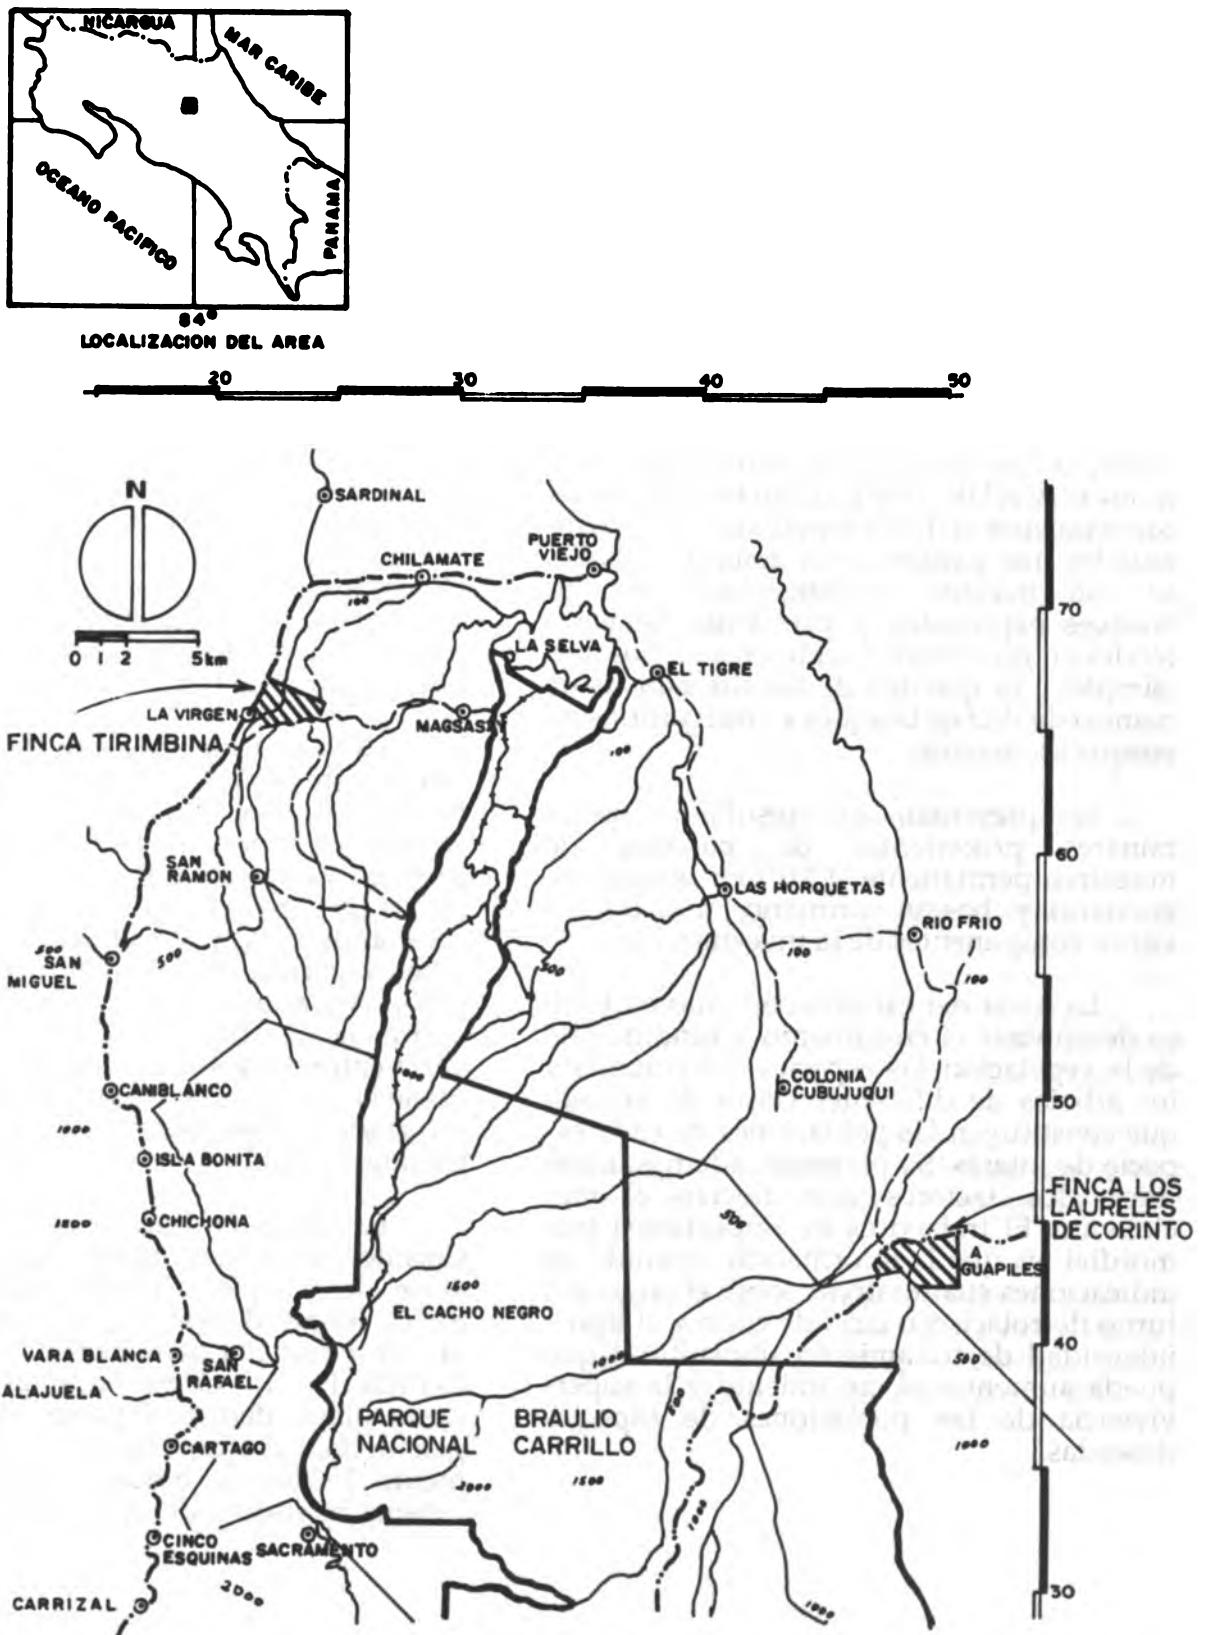 NICARGUA
MAR CARIBE
OCEANO PACIFICO
PANAMA
84°
LOCALIZACION DEL AREA
20 30 40 50
N
0 1 2 5km
SARDINAL
CHILAMATE
PUERTO
VIEJO
100
70
LA SELVA
EL TIGRE
LA VIRGEN
MAGSASAY
FINCA TIRIMBINA
100
SAN
RAMON
60
LAS HORQUETAS
RIO FRIO
500
SAN
MIGUEL
500
500
100
100
CANIBLANCO
COLONIA
CUBUJUQUI
50
1000
ISLA BONITA
1500
CHICHONA
500
FINCA LOS
LAURELES
DE CORINTO
A
GUAPILES
1500
EL CACHO NEGRO
VARA BLANCA
SAN
RAFAEL
1000
500
40
ALAJUELA
500
PARQUE
NACIONAL
BRAULIO
CARRILLO
CARTAGO
1000
2000
1500
1000
CINCO
ESQUINAS
SACRAMENTO
2000
CARRIZAL
1000
30